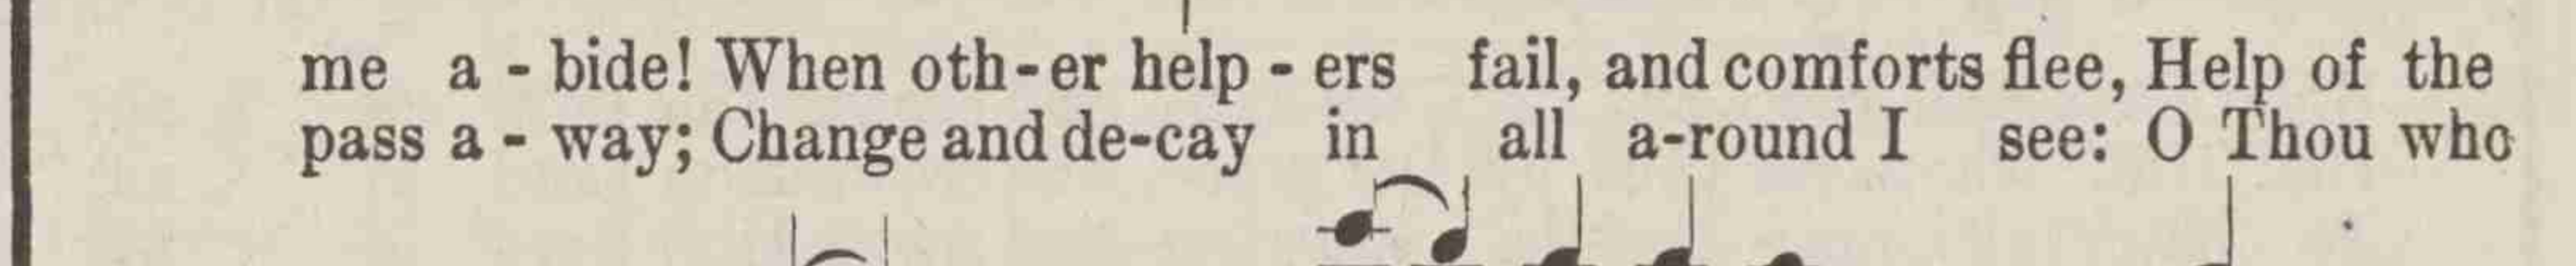 me a - bide! When oth-er help - ers fail, and comforts flee, Help of the
pass a - way; Change and de-cay in all a-round I see: O Thou who